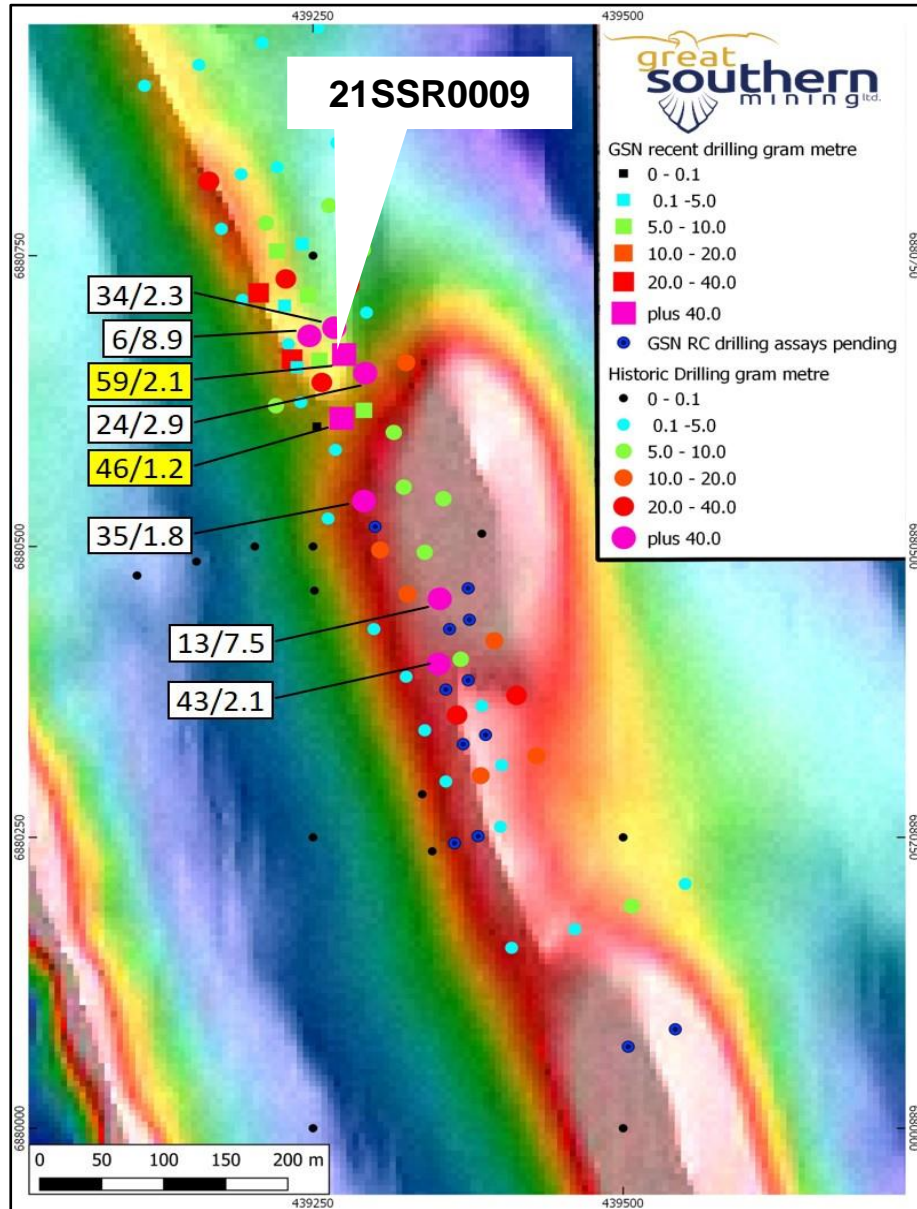 439250
439500
great
southern
mining ltd.
21SSR0009
GSN recent drilling gram metre
0 - 0.1
0.1 -5.0
5.0 - 10.0
10.0 - 20.0
20.0 - 40.0
plus 40.0
GSN RC drilling assays pending
Historic Drilling gram metre
0 - 0.1
0.1 -5.0
5.0 - 10.0
10.0 - 20.0
20.0 - 40.0
plus 40.0
6880750
6880750
34/2.3
6/8.9
59/2.1
24/2.9
46/1.2
35/1.8
6880500
6880500
13/7.5
43/2.1
6880250
6880250
6880000
6880000
0 50 100 150 200 m
439250
439500